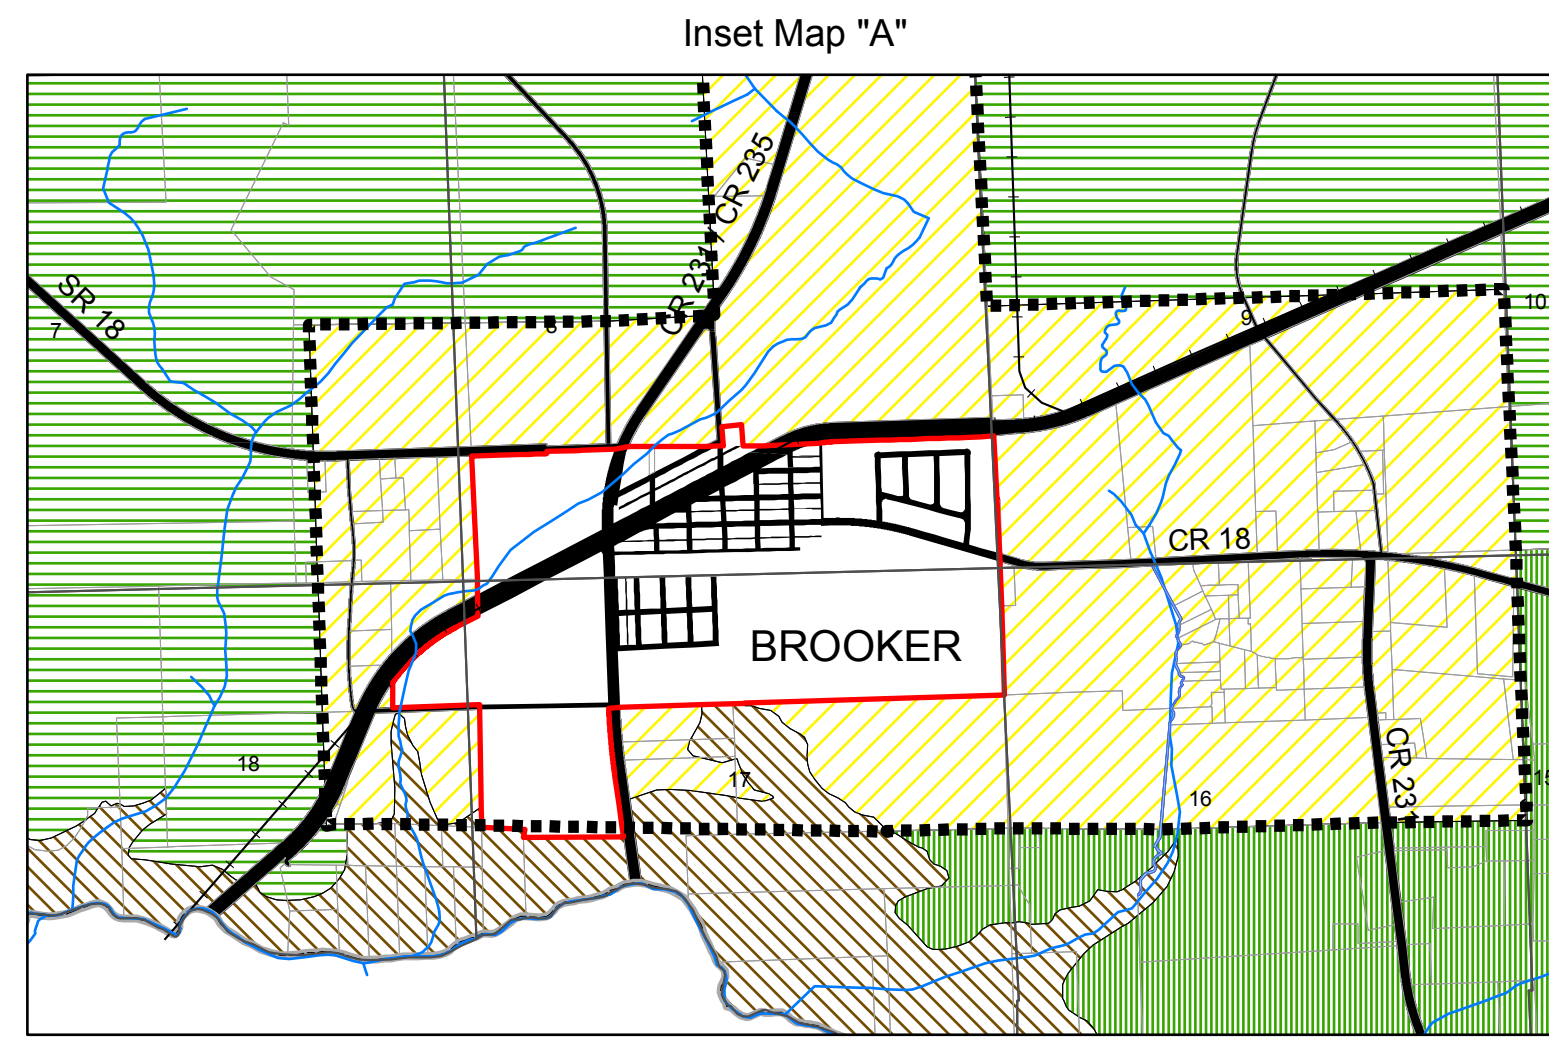 Inset Map "A"
CR 231 / CR 235
SR 18
7
8
9
10
CR 18
BROOKER
18
17
16
15
CR 231